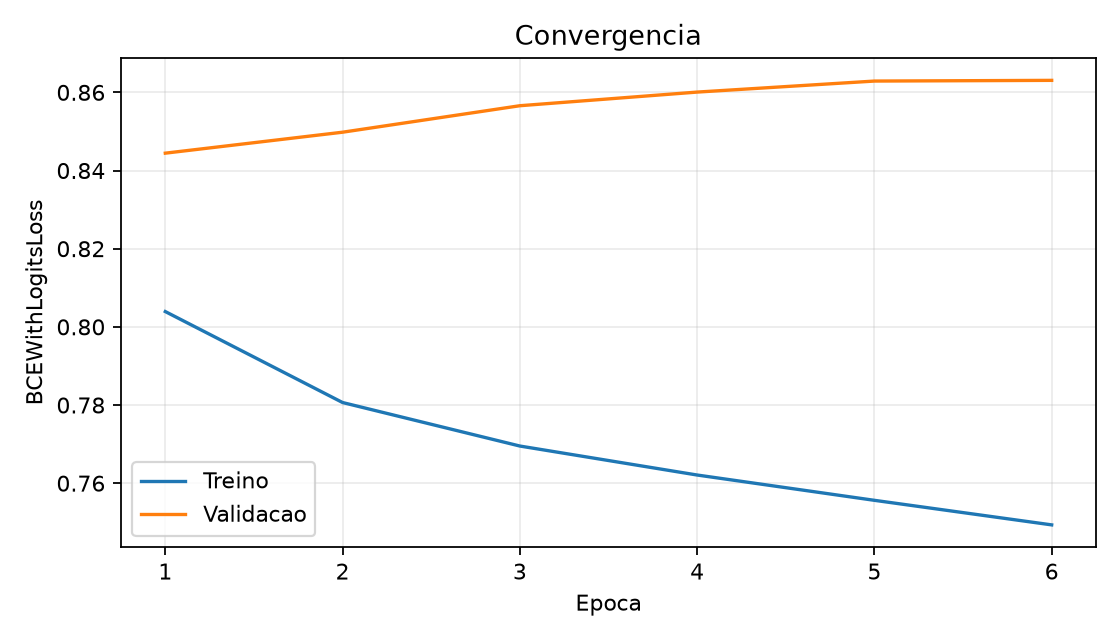 Convergencia
BCEWithLogitsLoss
0.86
0.84
0.82
0.80
0.78
0.76
Treino
Validacao
1 2 3 4 5 6
Epoca